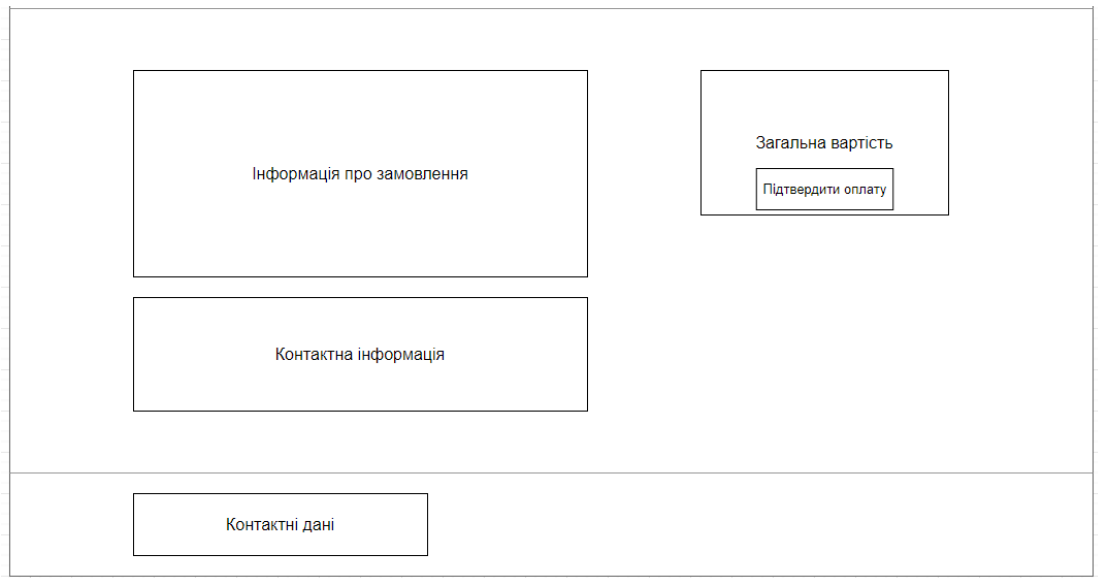 Інформація про замовлення
Загальна вартість
Підтвердити оплату
Контактна інформація
Контактні дані